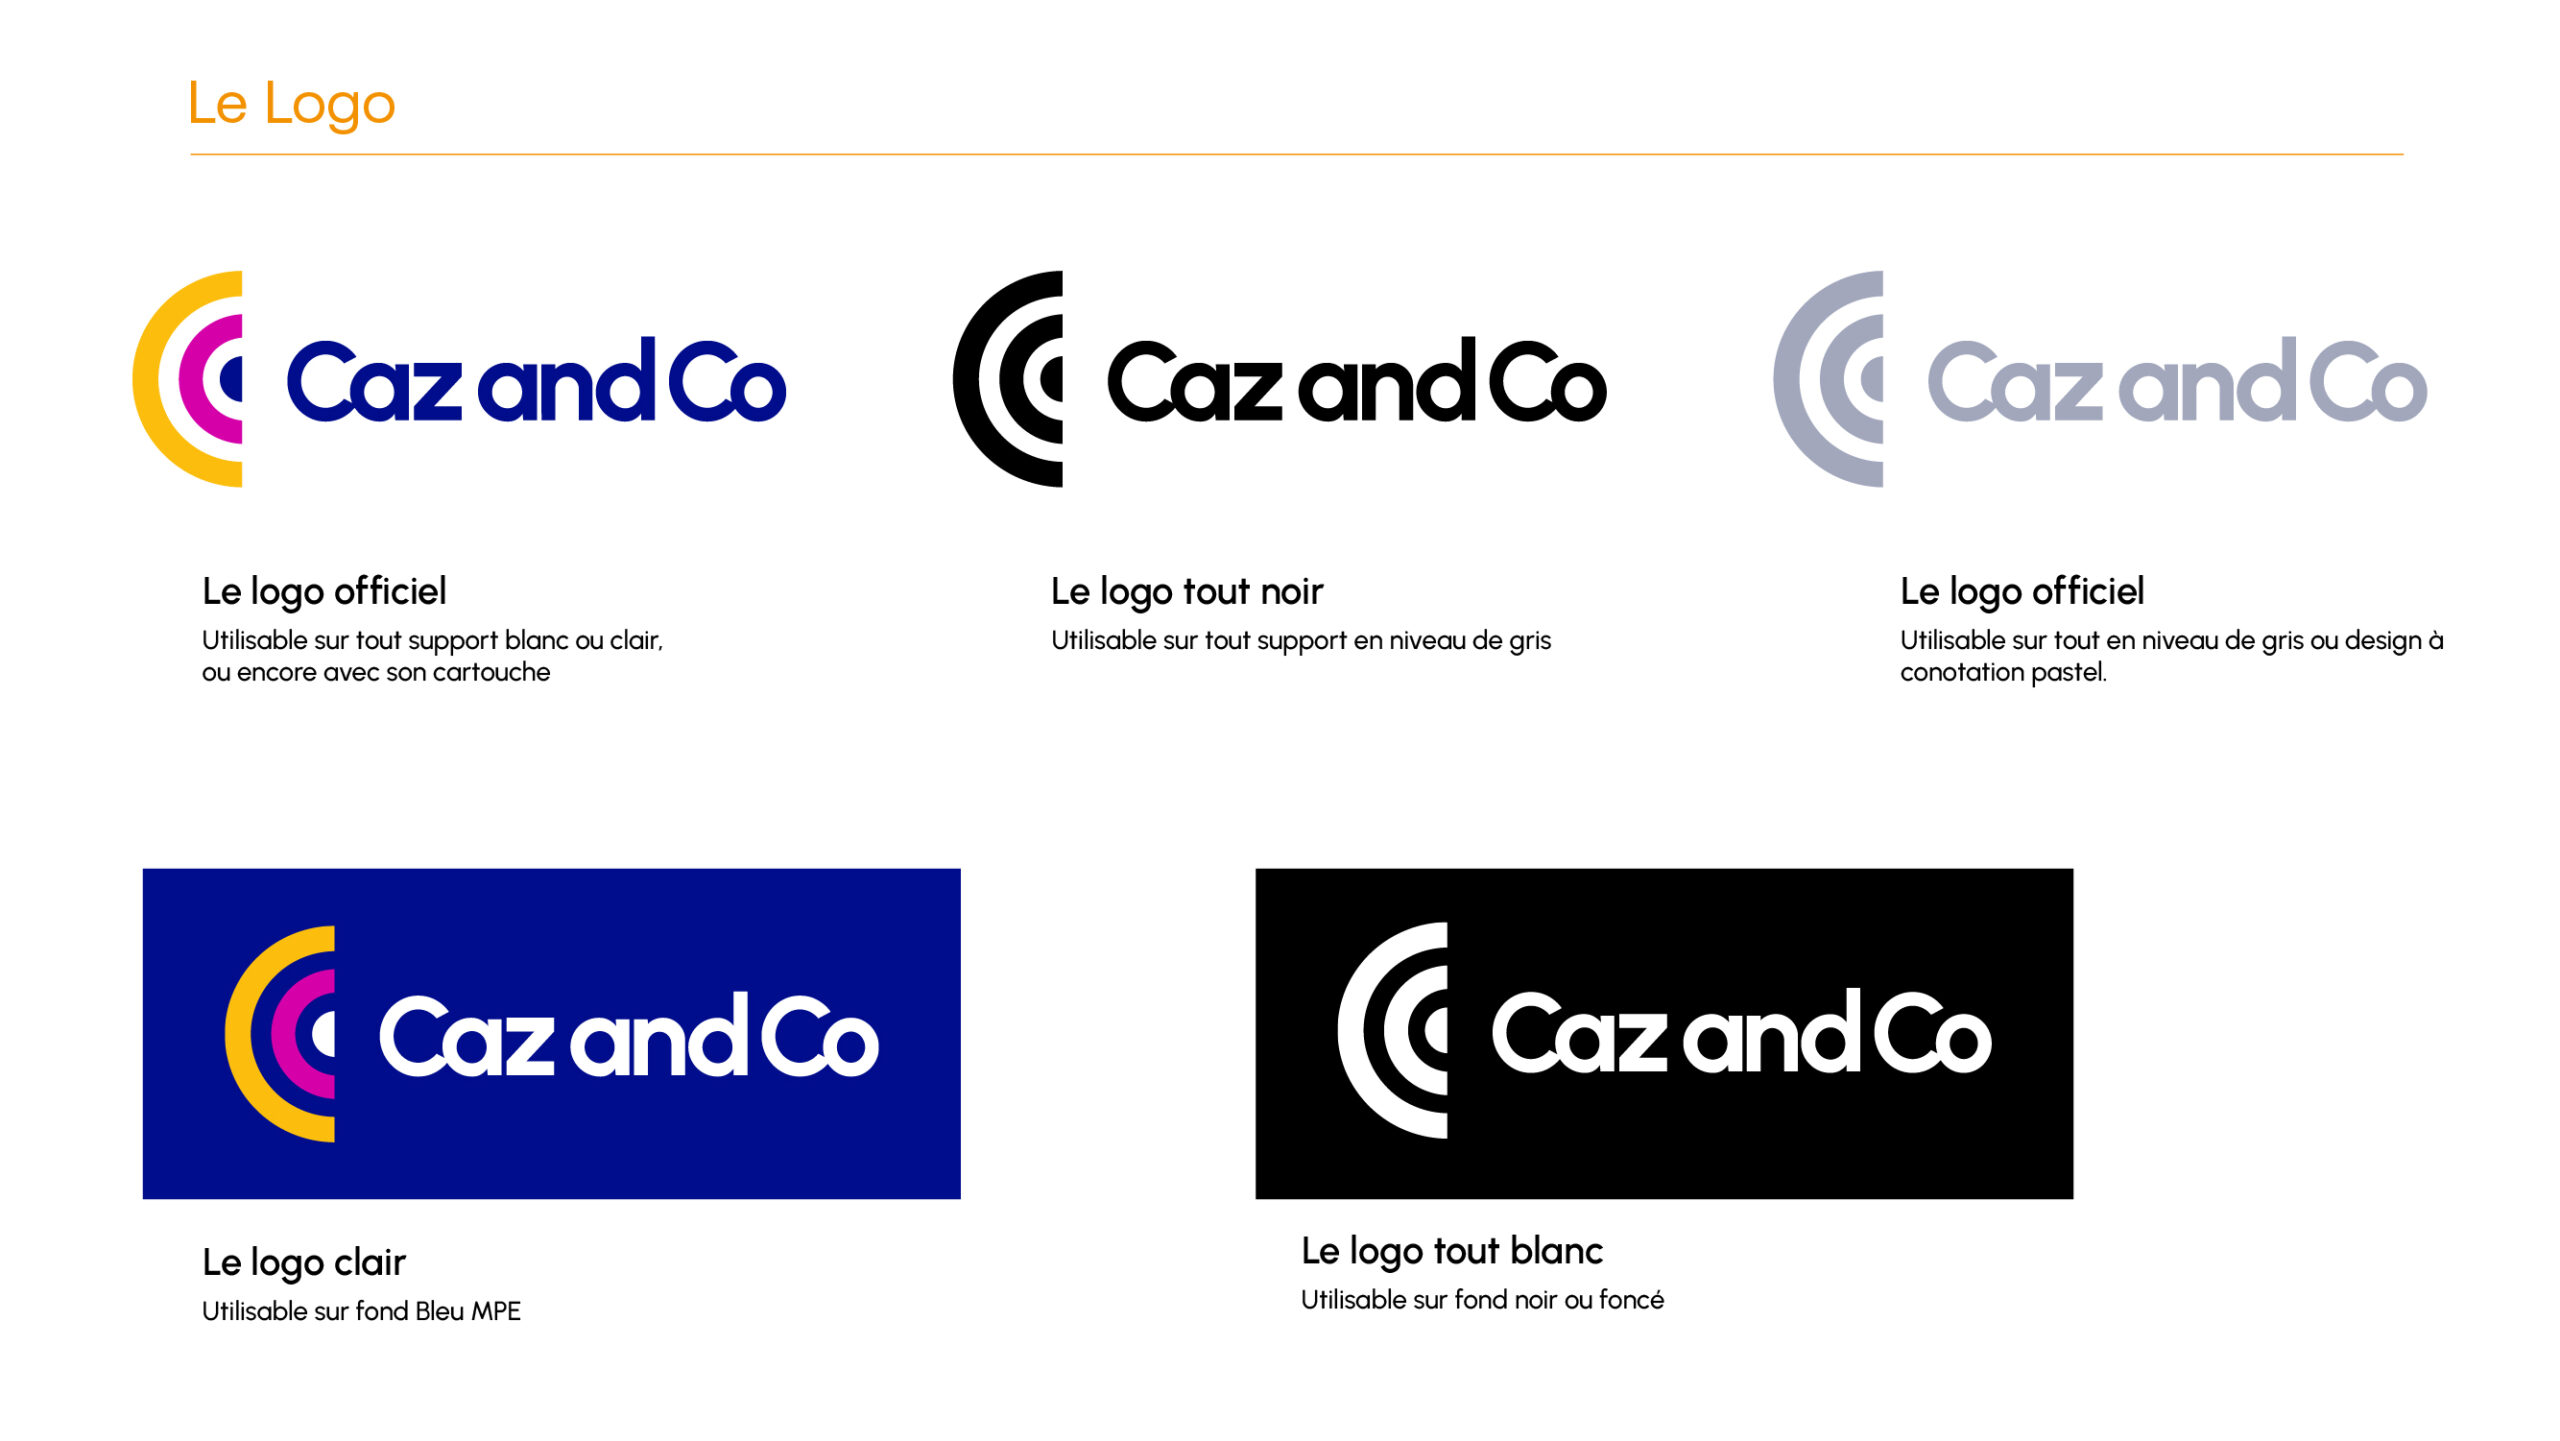 Le Logo
Caz and Co
Caz and Co
Caz and Co
Le logo officiel
Utilisable sur tout support blanc ou clair,
ou encore avec son cartouche
Le logo tout noir
Utilisable sur tout support en niveau de gris
Le logo officiel
Utilisable sur tout en niveau de gris ou design à
conotation pastel.
Caz and Co
Caz and Co
Le logo clair
Utilisable sur fond Bleu MPE
Le logo tout blanc
Utilisable sur fond noir ou foncé